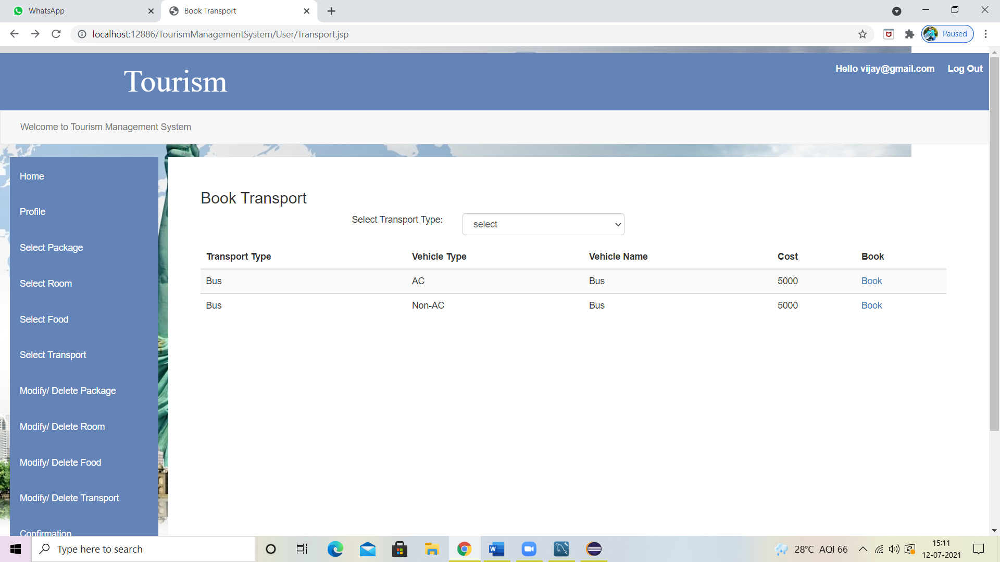 WhatsApp
Book Transport
localhost:12886/TourismManagementSystem/User/Transport.jsp
Paused
Tourism
Hello vijay@gmail.com Log Out
Welcome to Tourism Management System
Home
Profile
Select Package
Select Room
Select Food
Select Transport
Modify/ Delete Package
Modify/ Delete Room
Modify/ Delete Food
Modify/ Delete Transport
Confirmation
Book Transport
Select Transport Type: select
Transport Type Vehicle Type Vehicle Name Cost Book
Bus AC Bus 5000 Book
Bus Non-AC Bus 5000 Book
Type here to search
28°C AQI 66
15:11
12-07-2021